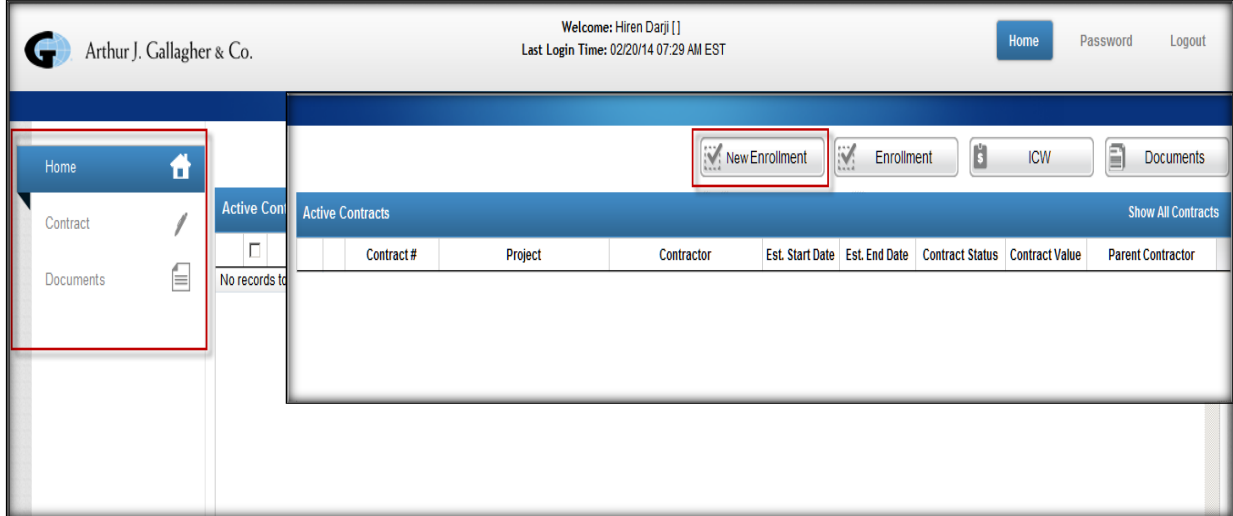 Welcome: Hiren Darji [ ]
Arthur J. Gallagher & Co.
Last Login Time: 02/20/14 07:29 AM EST
Home Password Logout
Home
Contract
Documents
Active Cont
No records to
New Enrollment Enrollment ICW Documents
Active Contracts Show All Contracts
Contract # Project Contractor Est. Start Date Est. End Date Contract Status Contract Value Parent Contractor